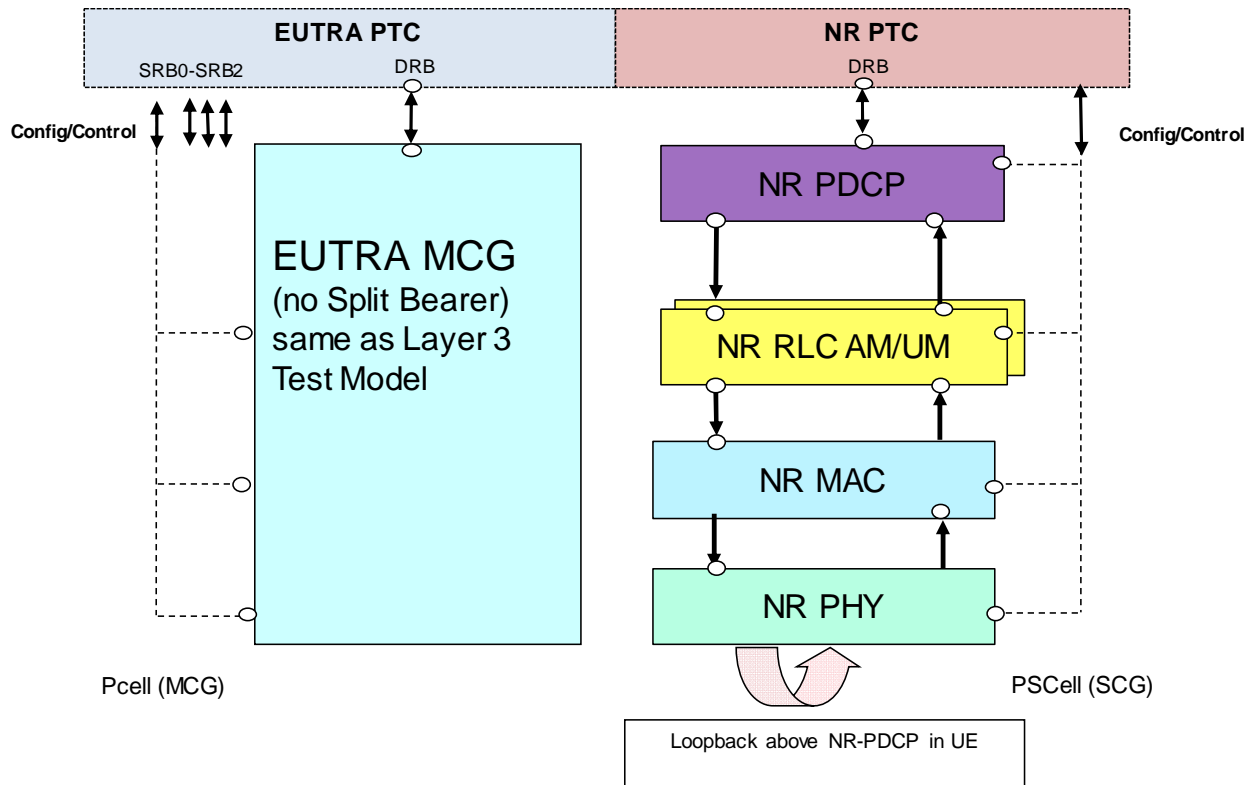 EUTRA PTC
NR PTC
SRB0-SRB2
DRB
DRB
Config/Control
Config/Control
NR PDCP
EUTRA MCG
(no Split Bearer)
same as Layer 3
Test Model
NR RLC AM/UM
NR MAC
NR PHY
Pcell (MCG)
PSCell (SCG)
Loopback above NR-PDCP in UE